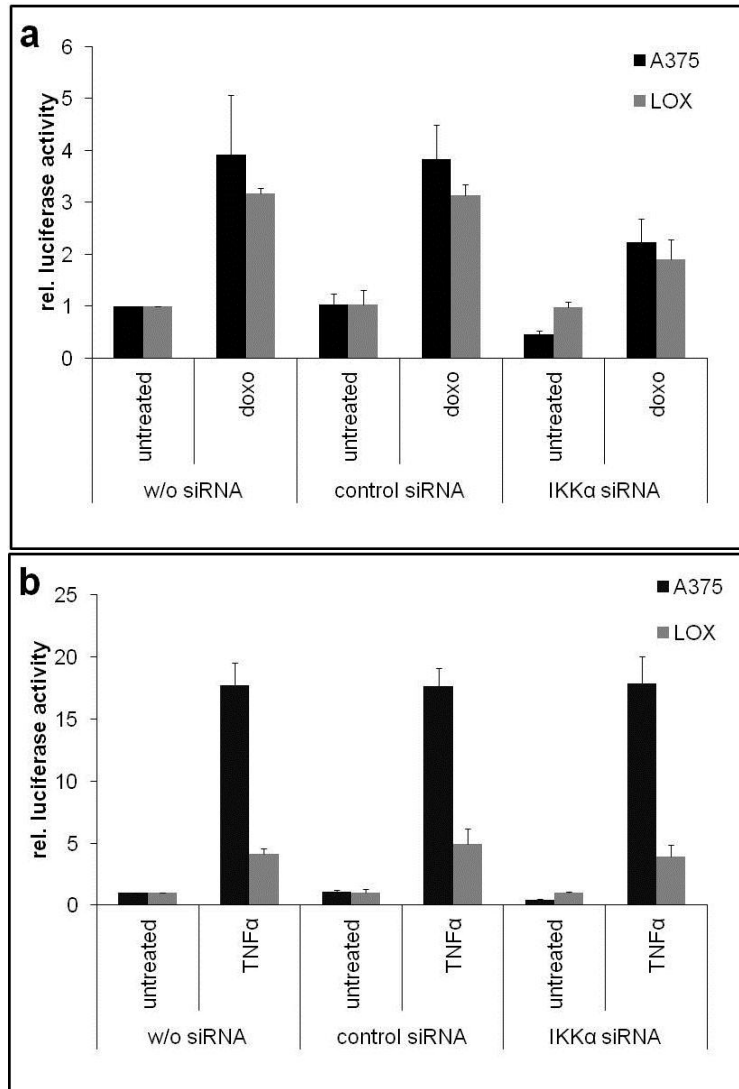 a
rel. luciferase activity
6
5
4
3
2
1
0
A375
LOX
untreated
doxo
untreated
doxo
untreated
doxo
w/o siRNA
control siRNA
IKKα siRNA
b
rel. luciferase activity
25
20
15
10
5
0
A375
LOX
untreated
TNFα
untreated
TNFα
untreated
TNFα
w/o siRNA
control siRNA
IKKα siRNA